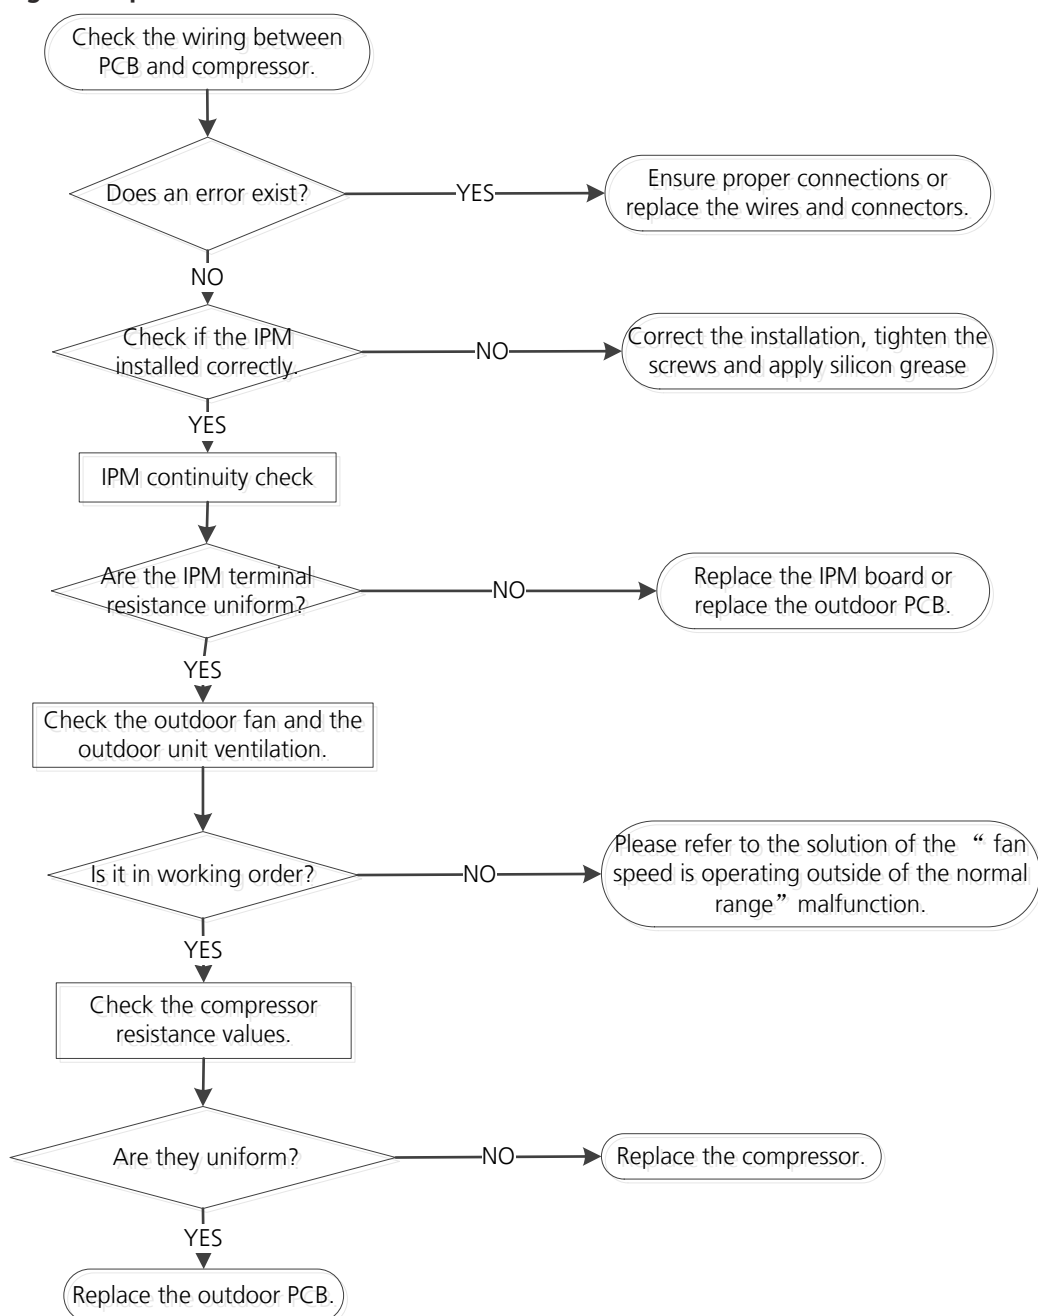 Check the wiring between
PCB and compressor.
Does an error exist?
YES
Ensure proper connections or
replace the wires and connectors.
NO
Check if the IPM
installed correctly.
NO
Correct the installation, tighten the
screws and apply silicon grease
YES
IPM continuity check
Are the IPM terminal
resistance uniform?
NO
Replace the IPM board or
replace the outdoor PCB.
YES
Check the outdoor fan and the
outdoor unit ventilation.
Is it in working order?
NO
Please refer to the solution of the “ fan
speed is operating outside of the normal
range” malfunction.
YES
Check the compressor
resistance values.
Are they uniform?
NO
Replace the compressor.
YES
Replace the outdoor PCB.